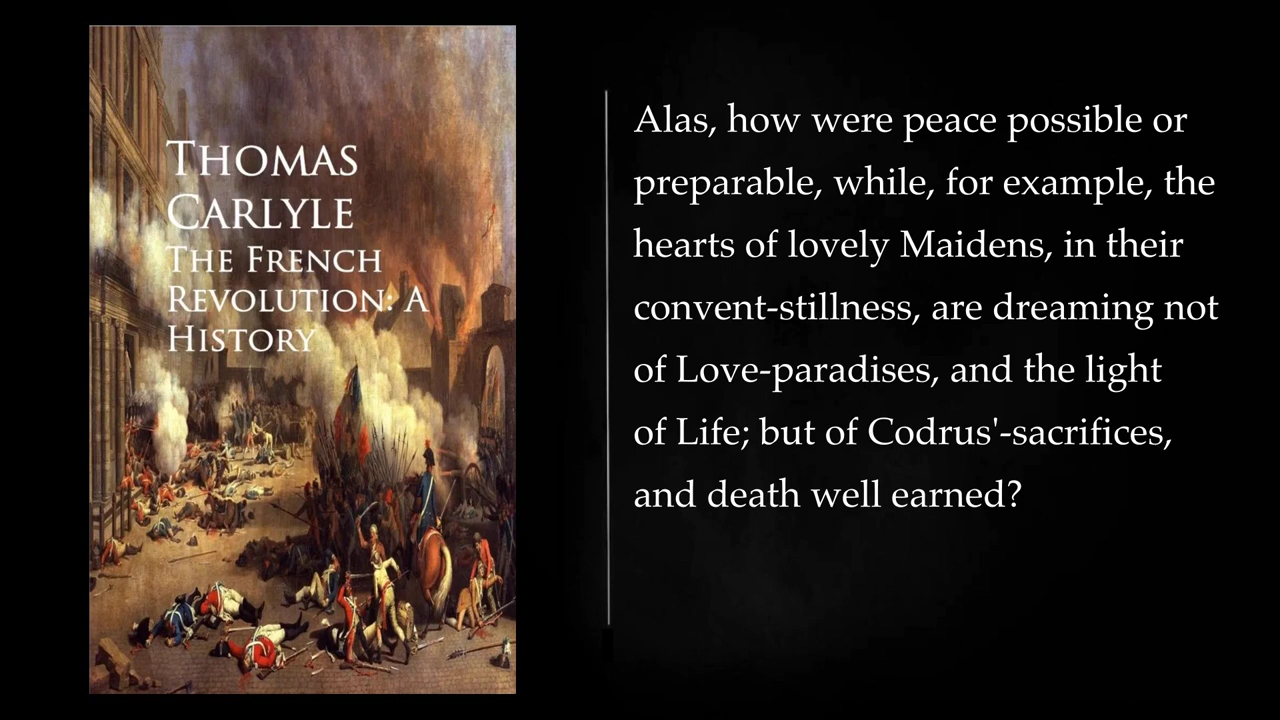 THOMAS
CARLYLE
THE FRENCH
REVOLUTION: A
HISTORY
Alas, how were peace possible or
preparable, while, for example, the
hearts of lovely Maidens, in their
convent-stillness, are dreaming not
of Love-paradises, and the light
of Life; but of Codrus'-sacrifices,
and death well earned?